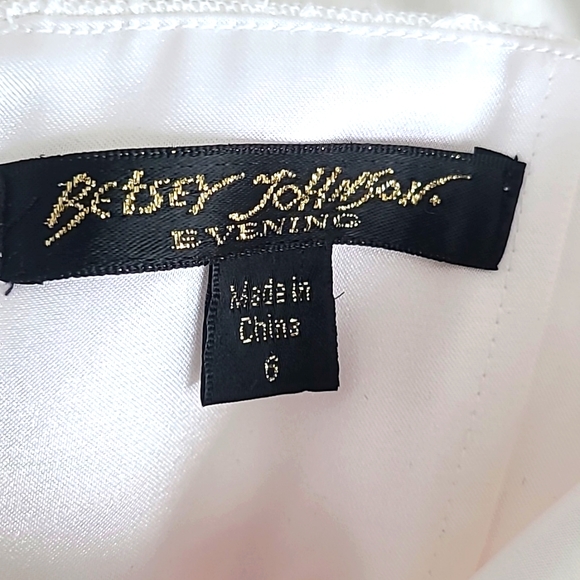 BETSEY JOHNSON.
EVENING
Made in
China
6